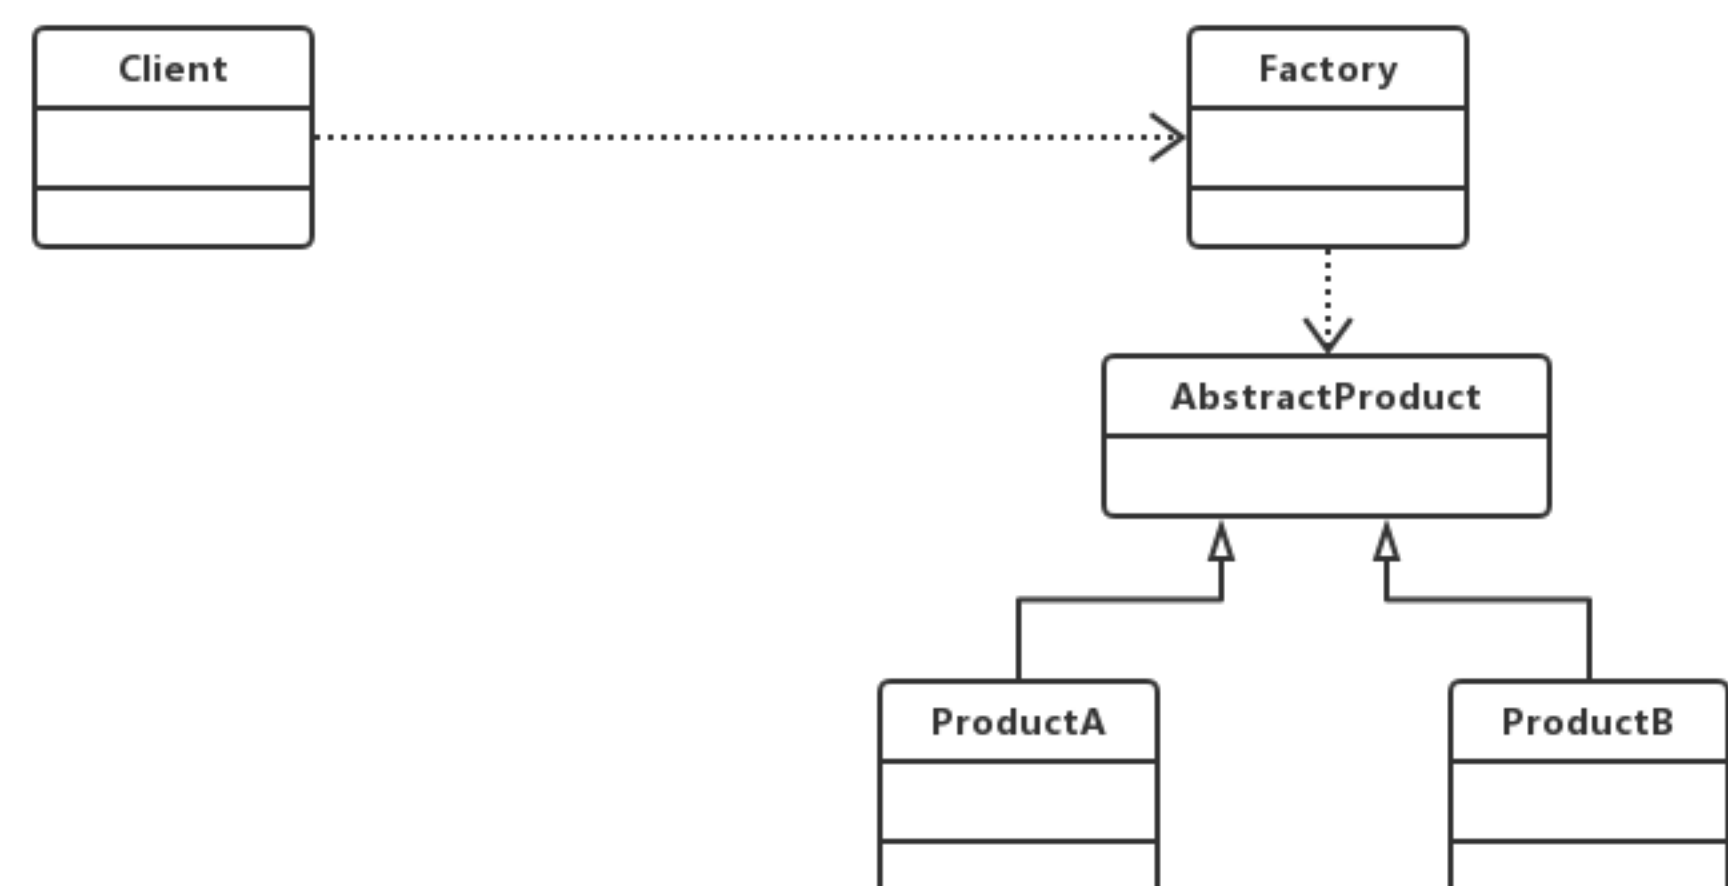 Client
Factory
AbstractProduct
ProductA
ProductB